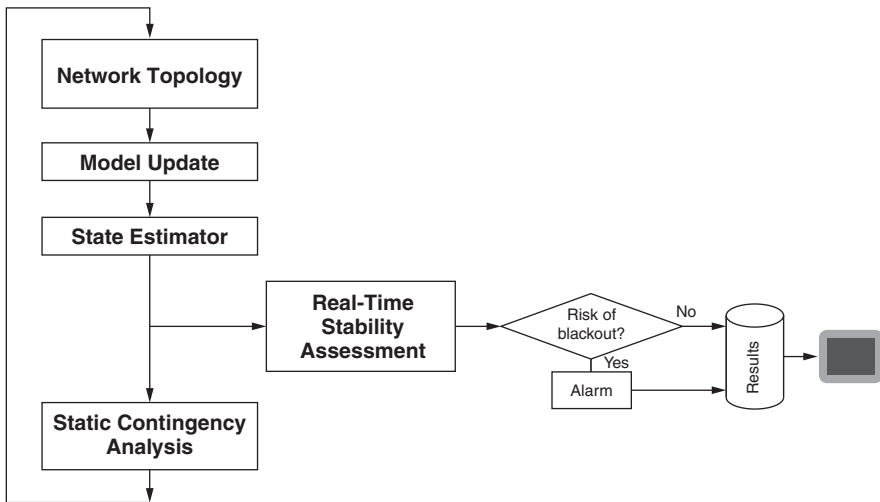 Network Topology
Model Update
State Estimator
Real-Time
Stability
Assessment
Risk of
blackout?
No
Yes
Alarm
Results
Static Contingency
Analysis